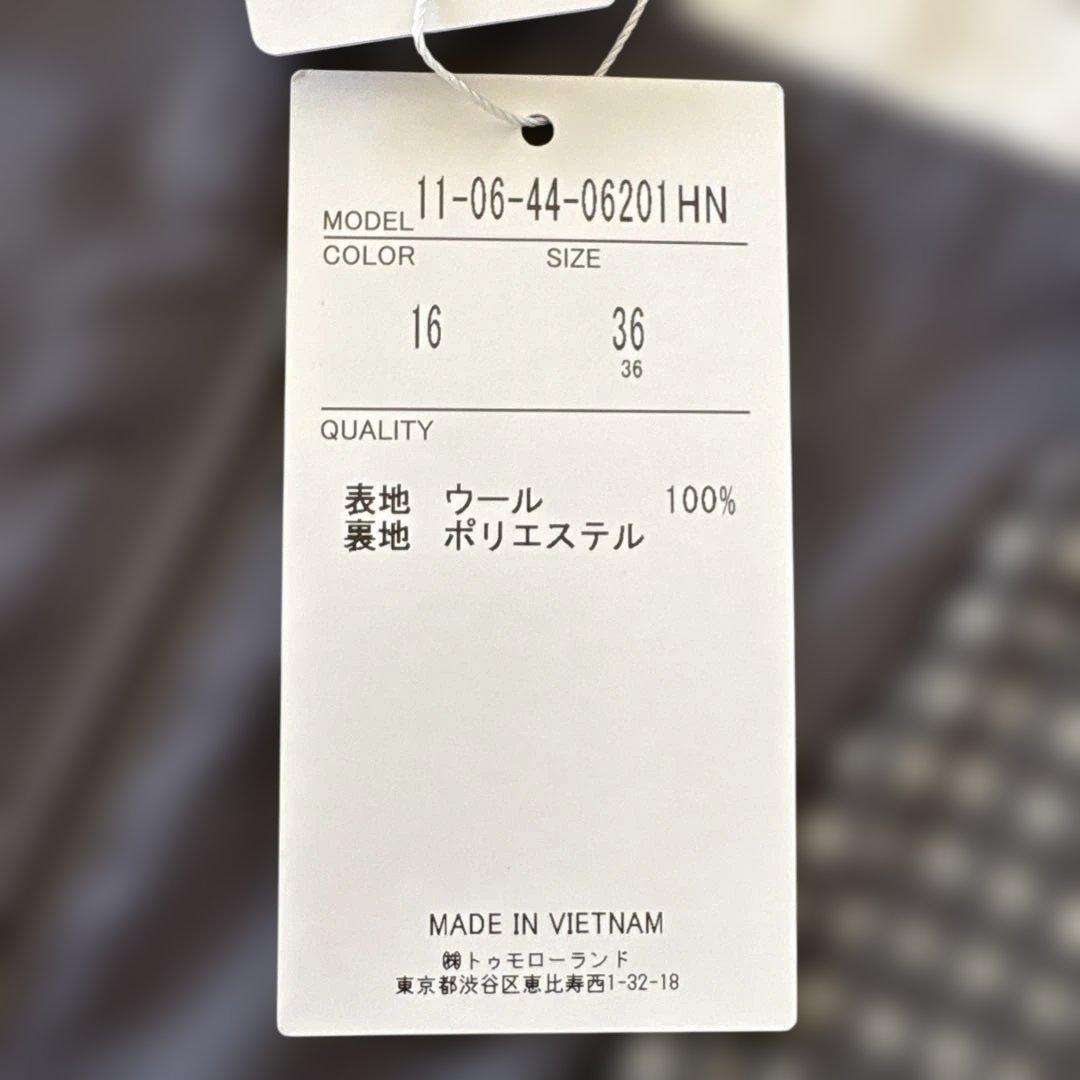 MODEL 11-06-44-06201HN
COLOR SIZE
16 36
36
QUALITY
表地 ウール 100%
裏地 ポリエステル
MADE IN VIETNAM
㈱トゥモローランド
東京都渋谷区恵比寿西1-32-18